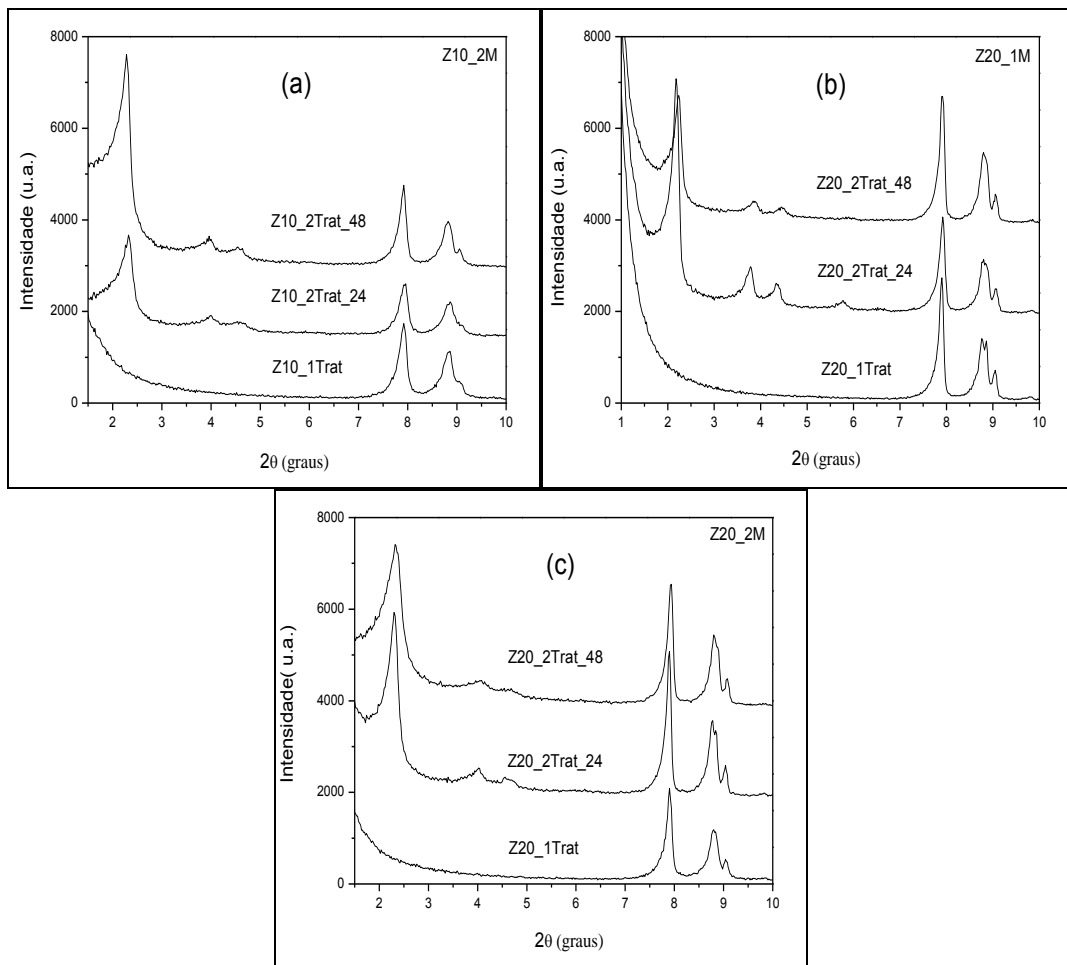 8000
6000
4000
2000
0
Intensidade (u.a.)
Z10_2M
(a)
Z10_2Trat_48
Z10_2Trat_24
Z10_1Trat
2 3 4 5 6 7 8 9 10
2θ (graus)
8000
6000
4000
2000
0
Intensidade (u.a.)
Z20_1M
(b)
Z20_2Trat_48
Z20_2Trat_24
Z20_1Trat
1 2 3 4 5 6 7 8 9 10
2θ (graus)
8000
6000
4000
2000
0
Intensidade( u.a.)
Z20_2M
(c)
Z20_2Trat_48
Z20_2Trat_24
Z20_1Trat
2 3 4 5 6 7 8 9 10
2θ (graus)